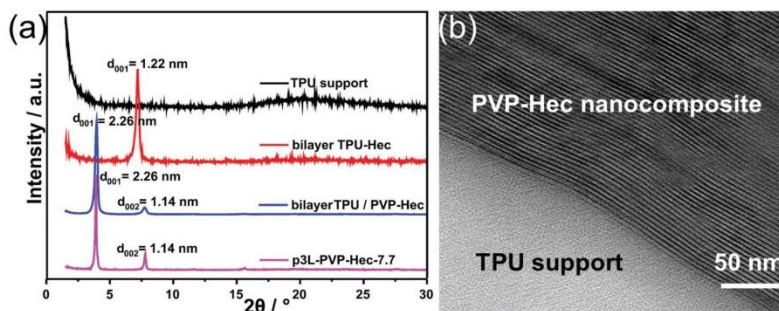 (a)
d001= 1.22 nm
TPU support
d001= 2.26 nm
bilayer TPU-Hec
d001= 2.26 nm
d002= 1.14 nm
bilayerTPU / PVP-Hec
d002= 1.14 nm
p3L-PVP-Hec-7.7
Intensity / a.u.
0 5 10 15 20 25 30
2θ / °
(b)
PVP-Hec nanocomposite
TPU support
50 nm